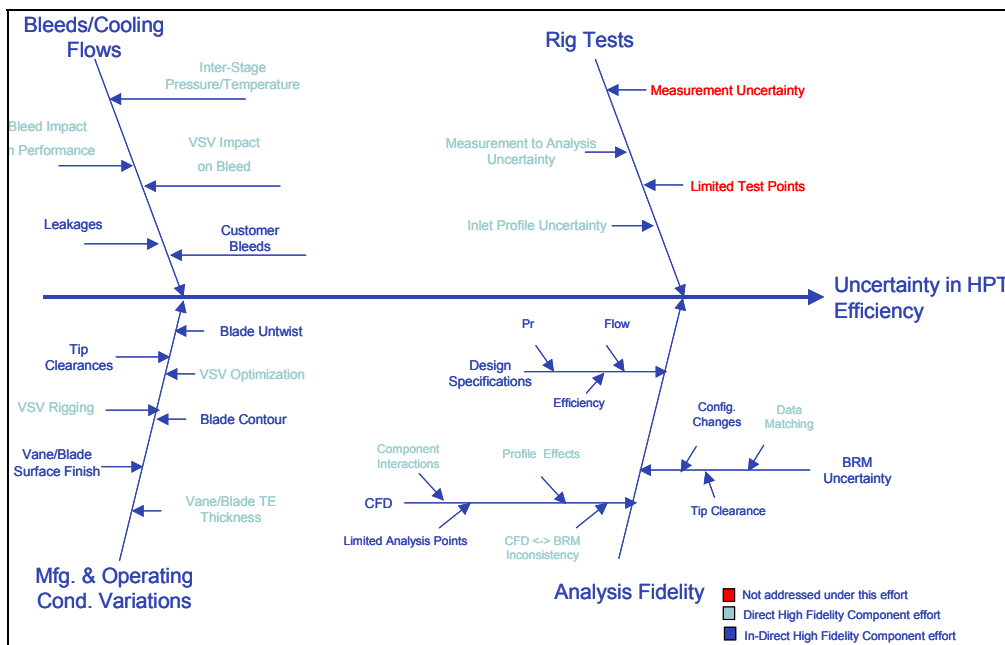 Bleeds/Cooling
Flows
Rig Tests
Inter-Stage
Pressure/Temperature
Measurement Uncertainty
Bleed Impact
n Performance
VSV Impact
on Bleed
Measurement to Analysis
Uncertainty
Limited Test Points
Leakages
Customer
Bleeds
Inlet Profile Uncertainty
Uncertainty in HPT
Efficiency
Blade Untwist
Pr
Flow
Tip
Clearances
Design
Specifications
VSV Optimization
Efficiency
VSV Rigging
Blade Contour
Config.
Changes
Data
Matching
Vane/Blade
Surface Finish
Component
Interactions
Profile Effects
BRM
Uncertainty
Vane/Blade TE
Thickness
CFD
Tip Clearance
Limited Analysis Points
CFD <-> BRM
Inconsistency
Mfg. & Operating
Cond. Variations
Analysis Fidelity
Not addressed under this effort
Direct High Fidelity Component effort
In-Direct High Fidelity Component effort